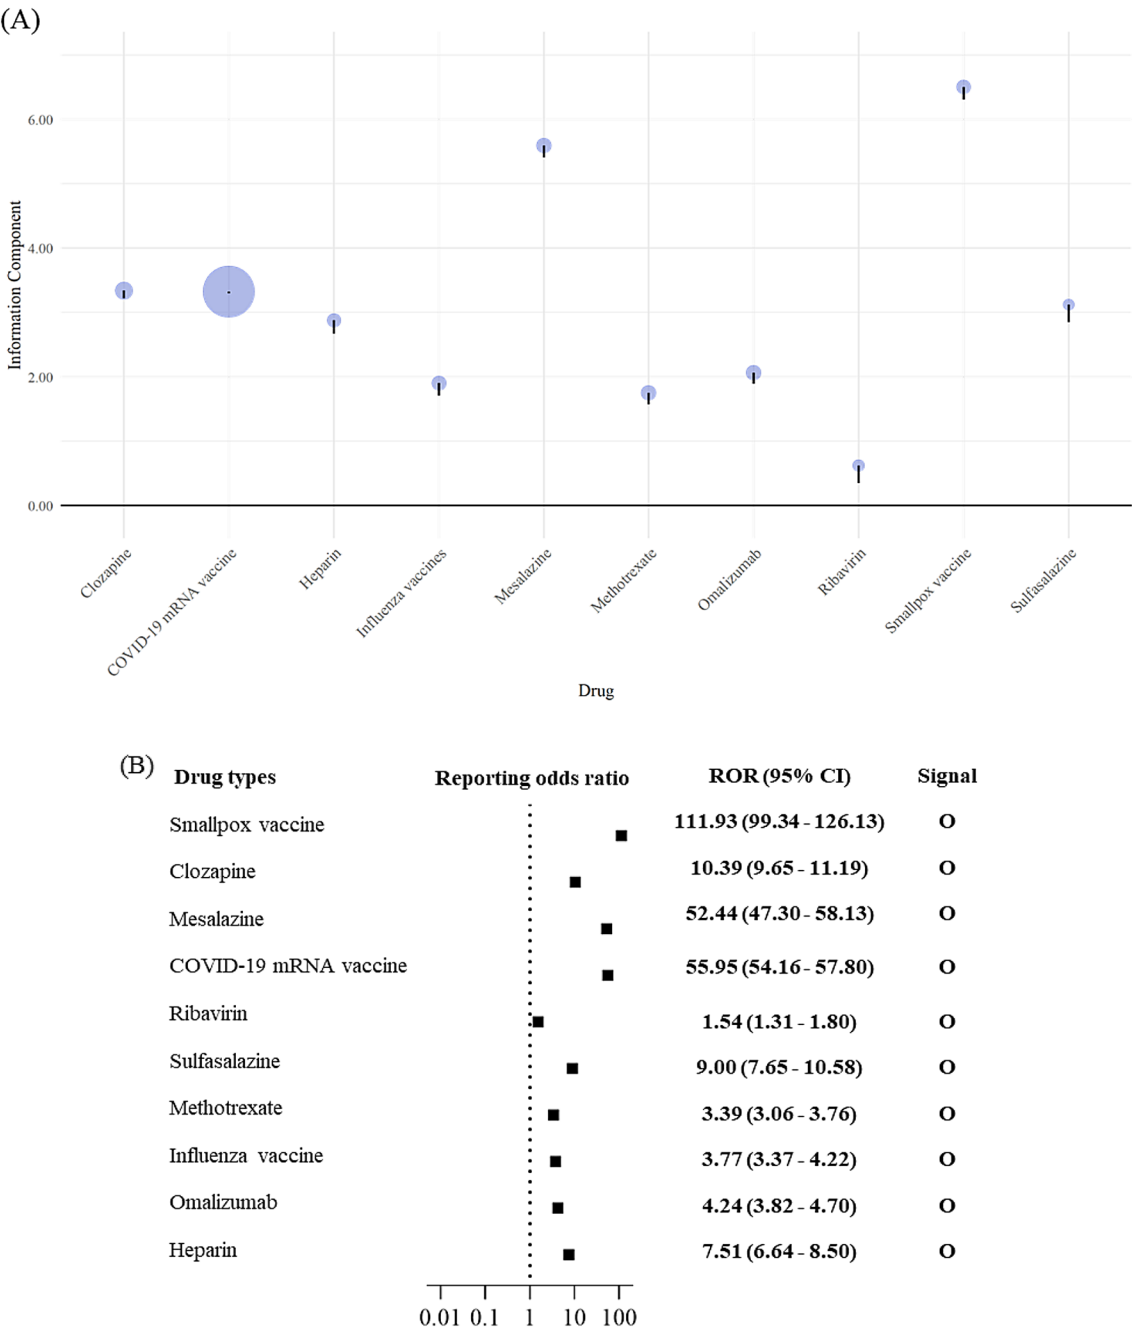 (A)
Information Component
6.00
4.00
2.00
0.00
Clozapine
COVID-19 mRNA vaccine
Heparin
Influenza vaccines
Mesalazine
Methotrexate
Omalizumab
Ribavirin
Smallpox vaccine
Sulfasalazine
Drug
(B)
Drug types Reporting odds ratio ROR (95% CI) Signal
Smallpox vaccine 111.93 (99.34 - 126.13) O
Clozapine 10.39 (9.65 - 11.19) O
Mesalazine 52.44 (47.30 - 58.13) O
COVID-19 mRNA vaccine 55.95 (54.16 - 57.80) O
Ribavirin 1.54 (1.31 - 1.80) O
Sulfasalazine 9.00 (7.65 - 10.58) O
Methotrexate 3.39 (3.06 - 3.76) O
Influenza vaccine 3.77 (3.37 - 4.22) O
Omalizumab 4.24 (3.82 - 4.70) O
Heparin 7.51 (6.64 - 8.50) O
0.01 0.1 1 10 100